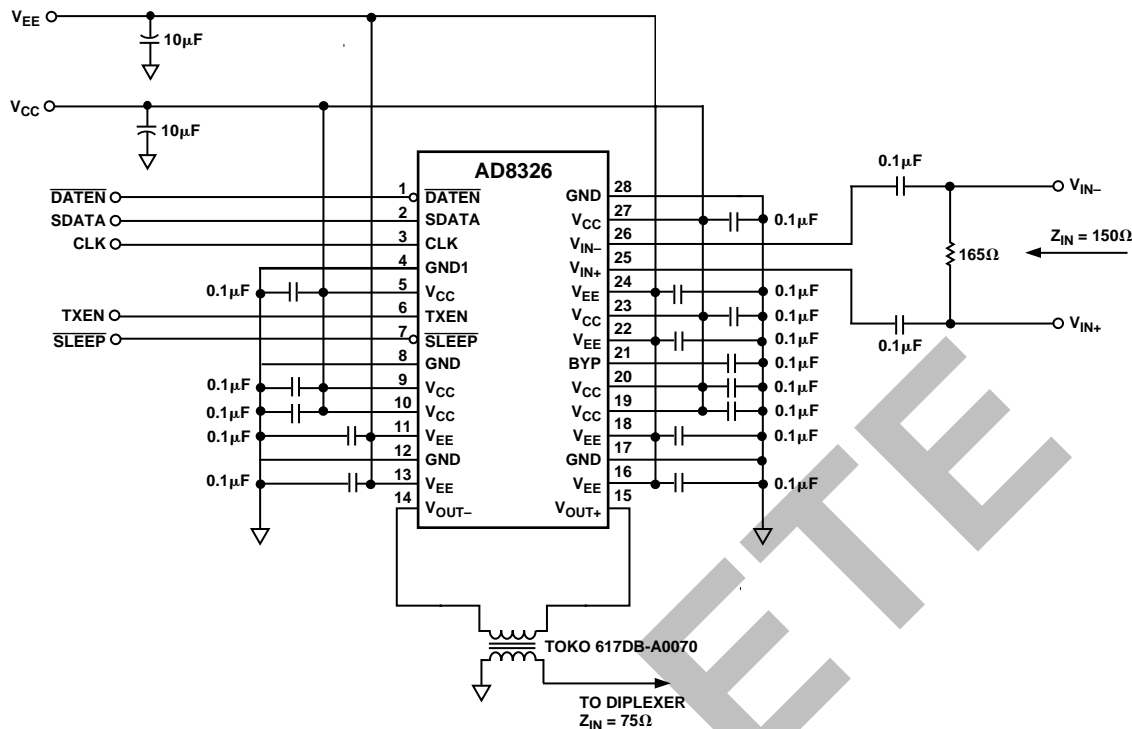 VEE
10μF
VCC
10μF
AD8326
DATEN
SDATA
CLK
TXEN
SLEEP
1 DATEN
2 SDATA
3 CLK
4 GND1
0.1μF 5 VCC
6 TXEN
7 SLEEP
8 GND
0.1μF 9 VCC
0.1μF 10 VCC
0.1μF 11 VEE
12 GND
0.1μF 13 VEE
14 VOUT–
GND 28
VCC 27 0.1μF
VIN– 26
VIN+ 25
VEE 24 0.1μF
VCC 23 0.1μF
VEE 22 0.1μF
BYP 21 0.1μF
VCC 20 0.1μF
VCC 19 0.1μF
VEE 18 0.1μF
GND 17
VEE 16 0.1μF
VOUT+ 15
0.1μF
VIN–
165Ω
ZIN = 150Ω
VIN+
0.1μF
TOKO 617DB-A0070
TO DIPLEXER
ZIN = 75Ω
ETE